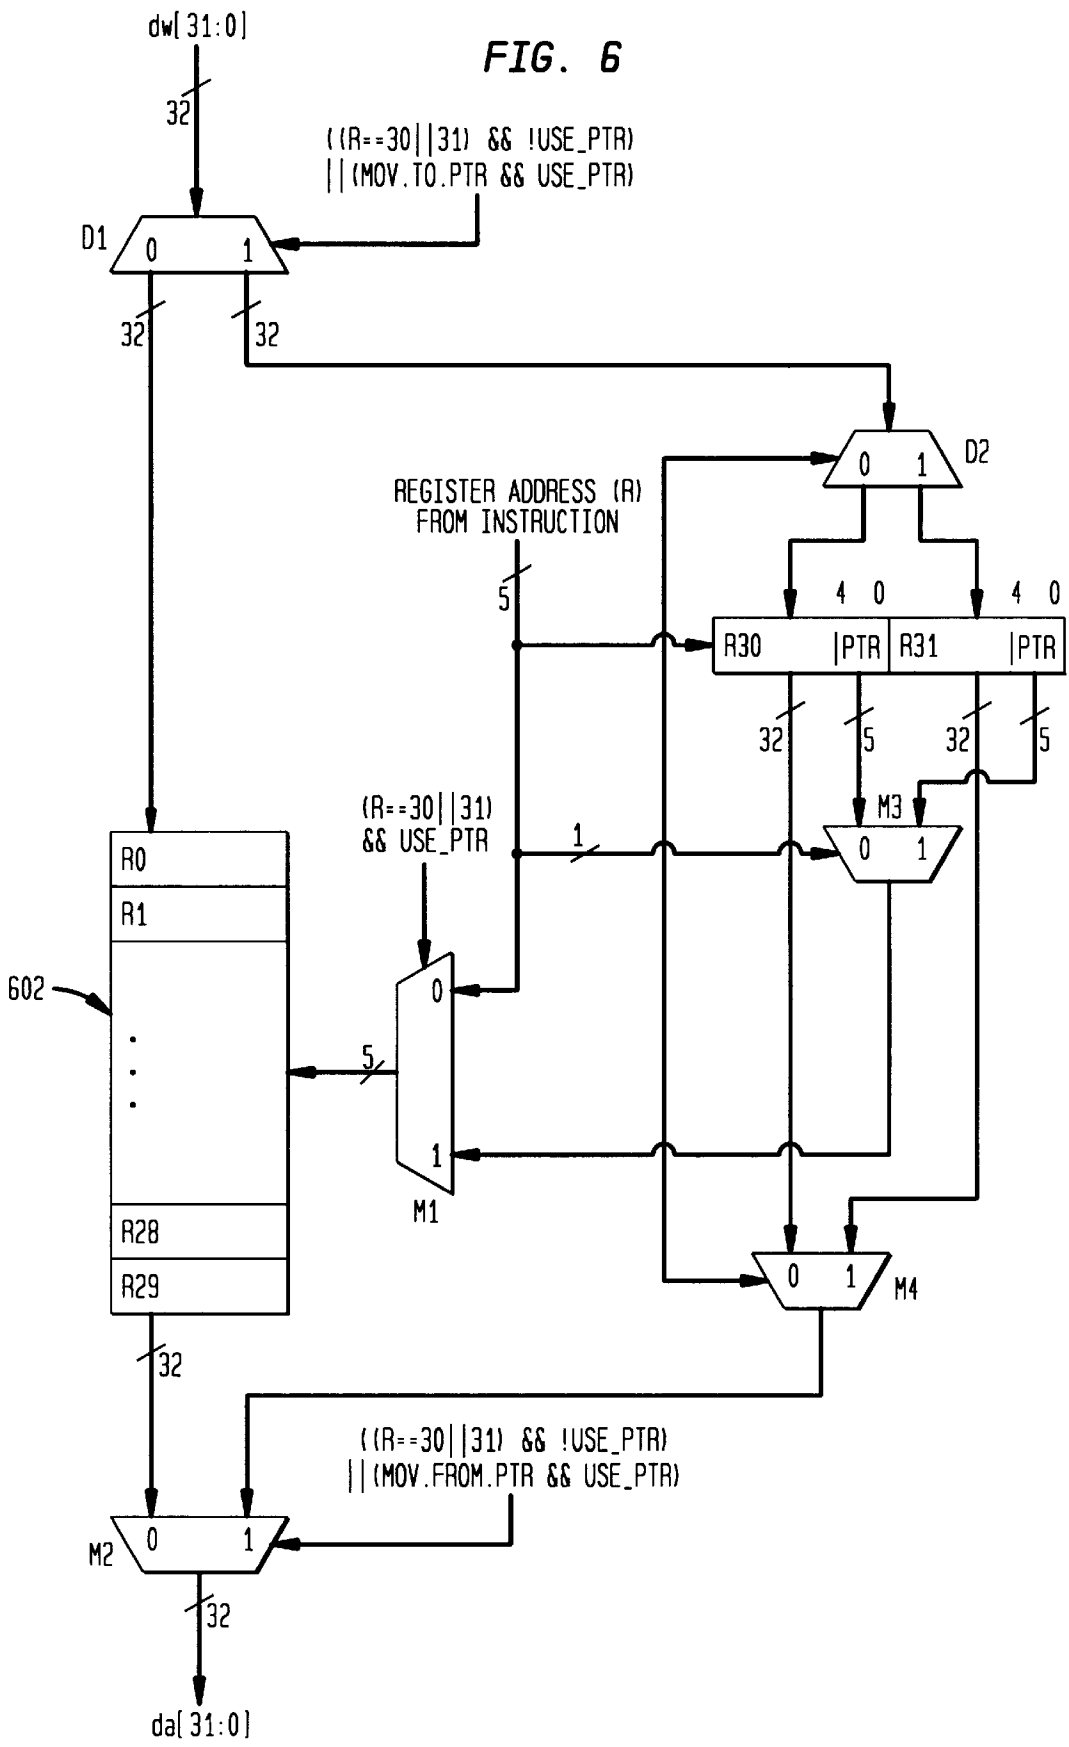 dw[31:0]
FIG. 6
32
((R==30||31) && !USE_PTR)
||(MOV.TO.PTR && USE_PTR)
D1
0 1
32 32
D2
0 1
REGISTER ADDRESS (R)
FROM INSTRUCTION
5
4 0 4 0
R30 |PTR R31 |PTR
32 5 32 5
(R==30||31)
&& USE_PTR
M3
1
0 1
R0
R1
602
0
5
1
M1
R28
R29
0 1
M4
32
((R==30||31) && !USE_PTR)
||(MOV.FROM.PTR && USE_PTR)
0 1
M2
32
da[31:0]